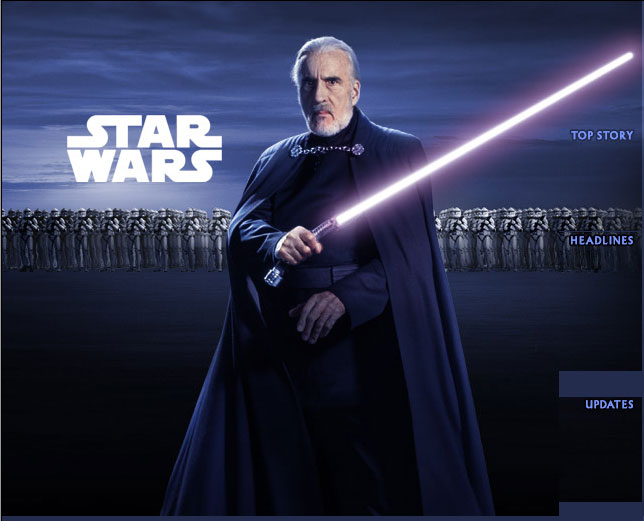 STAR
WARS
TOP STORY
HEADLINES
UPDATES